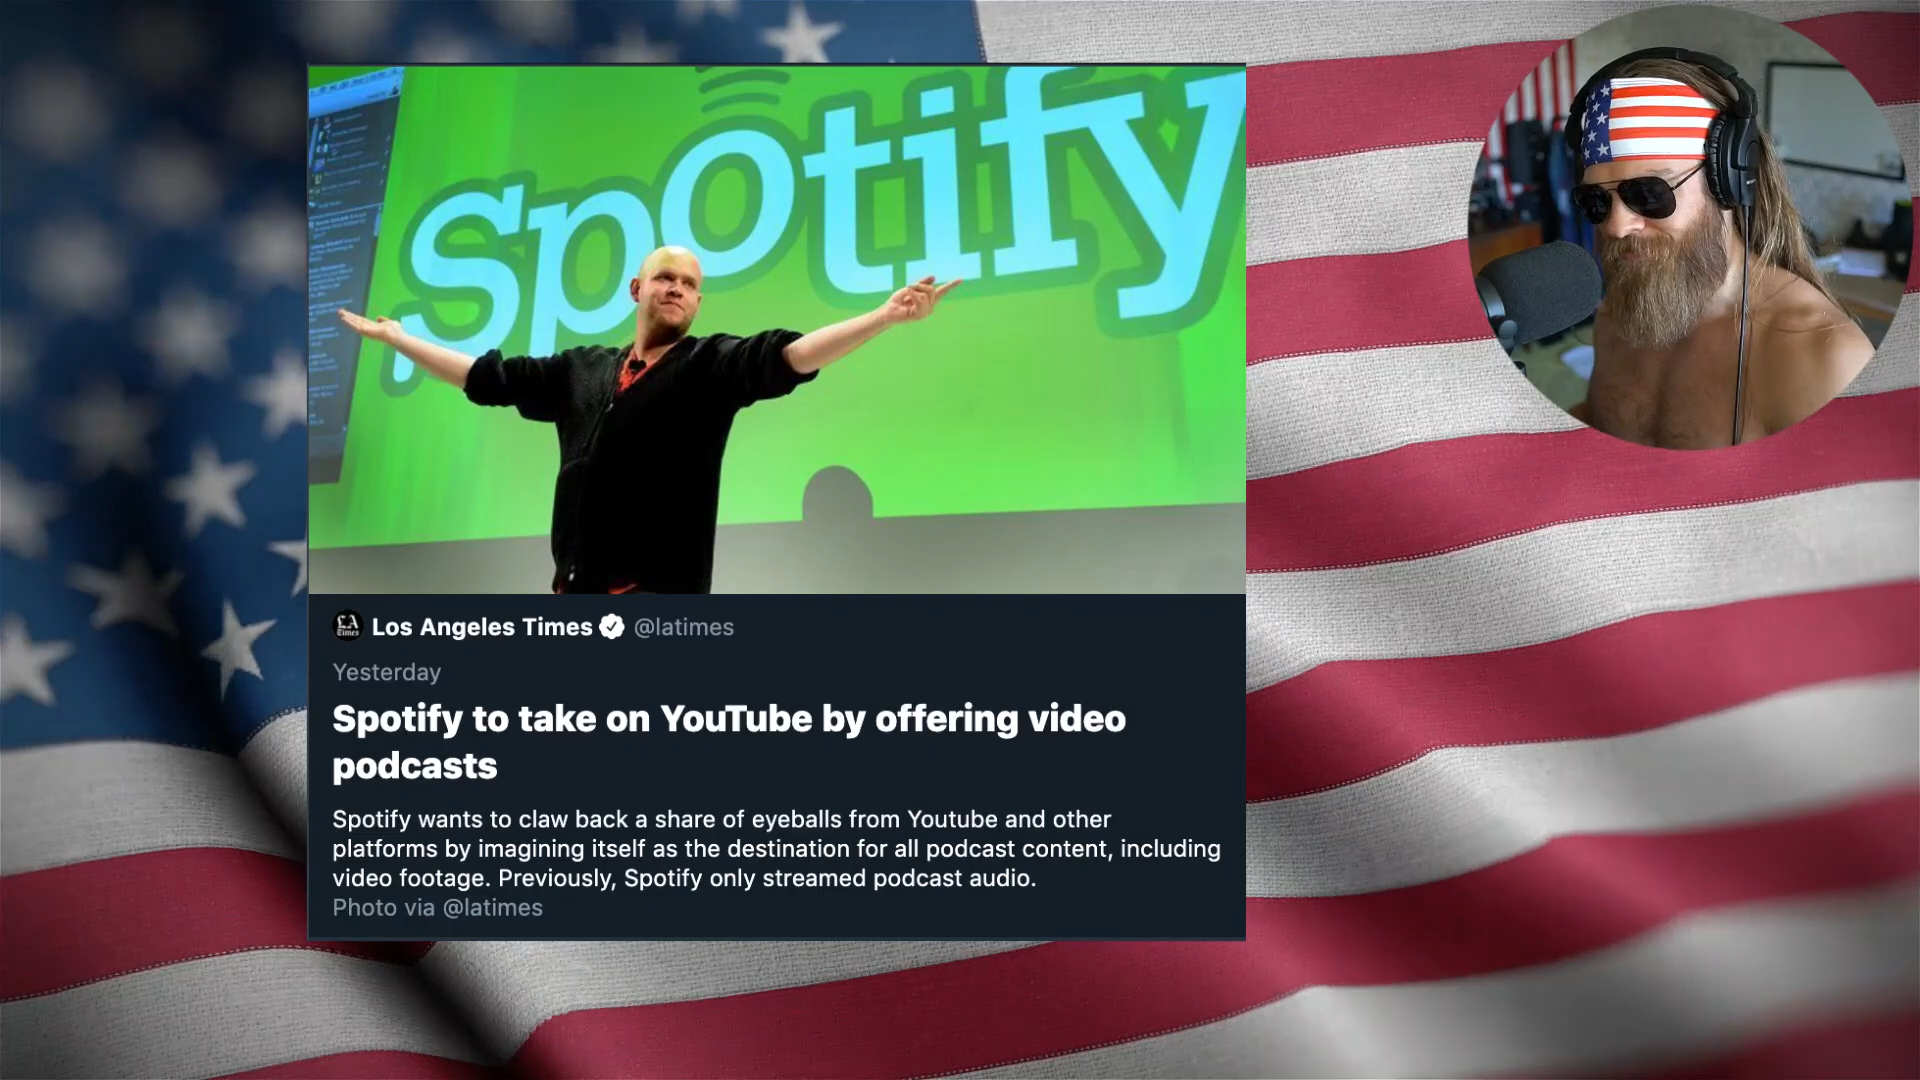 Spotify
LA
Times
Los Angeles Times @latimes
Yesterday
Spotify to take on YouTube by offering video
podcasts
Spotify wants to claw back a share of eyeballs from Youtube and other
platforms by imagining itself as the destination for all podcast content, including
video footage. Previously, Spotify only streamed podcast audio.
Photo via @latimes